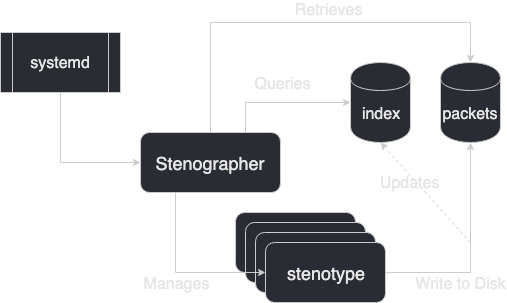 Retrieves
systemd
Queries
index
packets
Stenographer
Updates
stenotype
Manages
Write to Disk